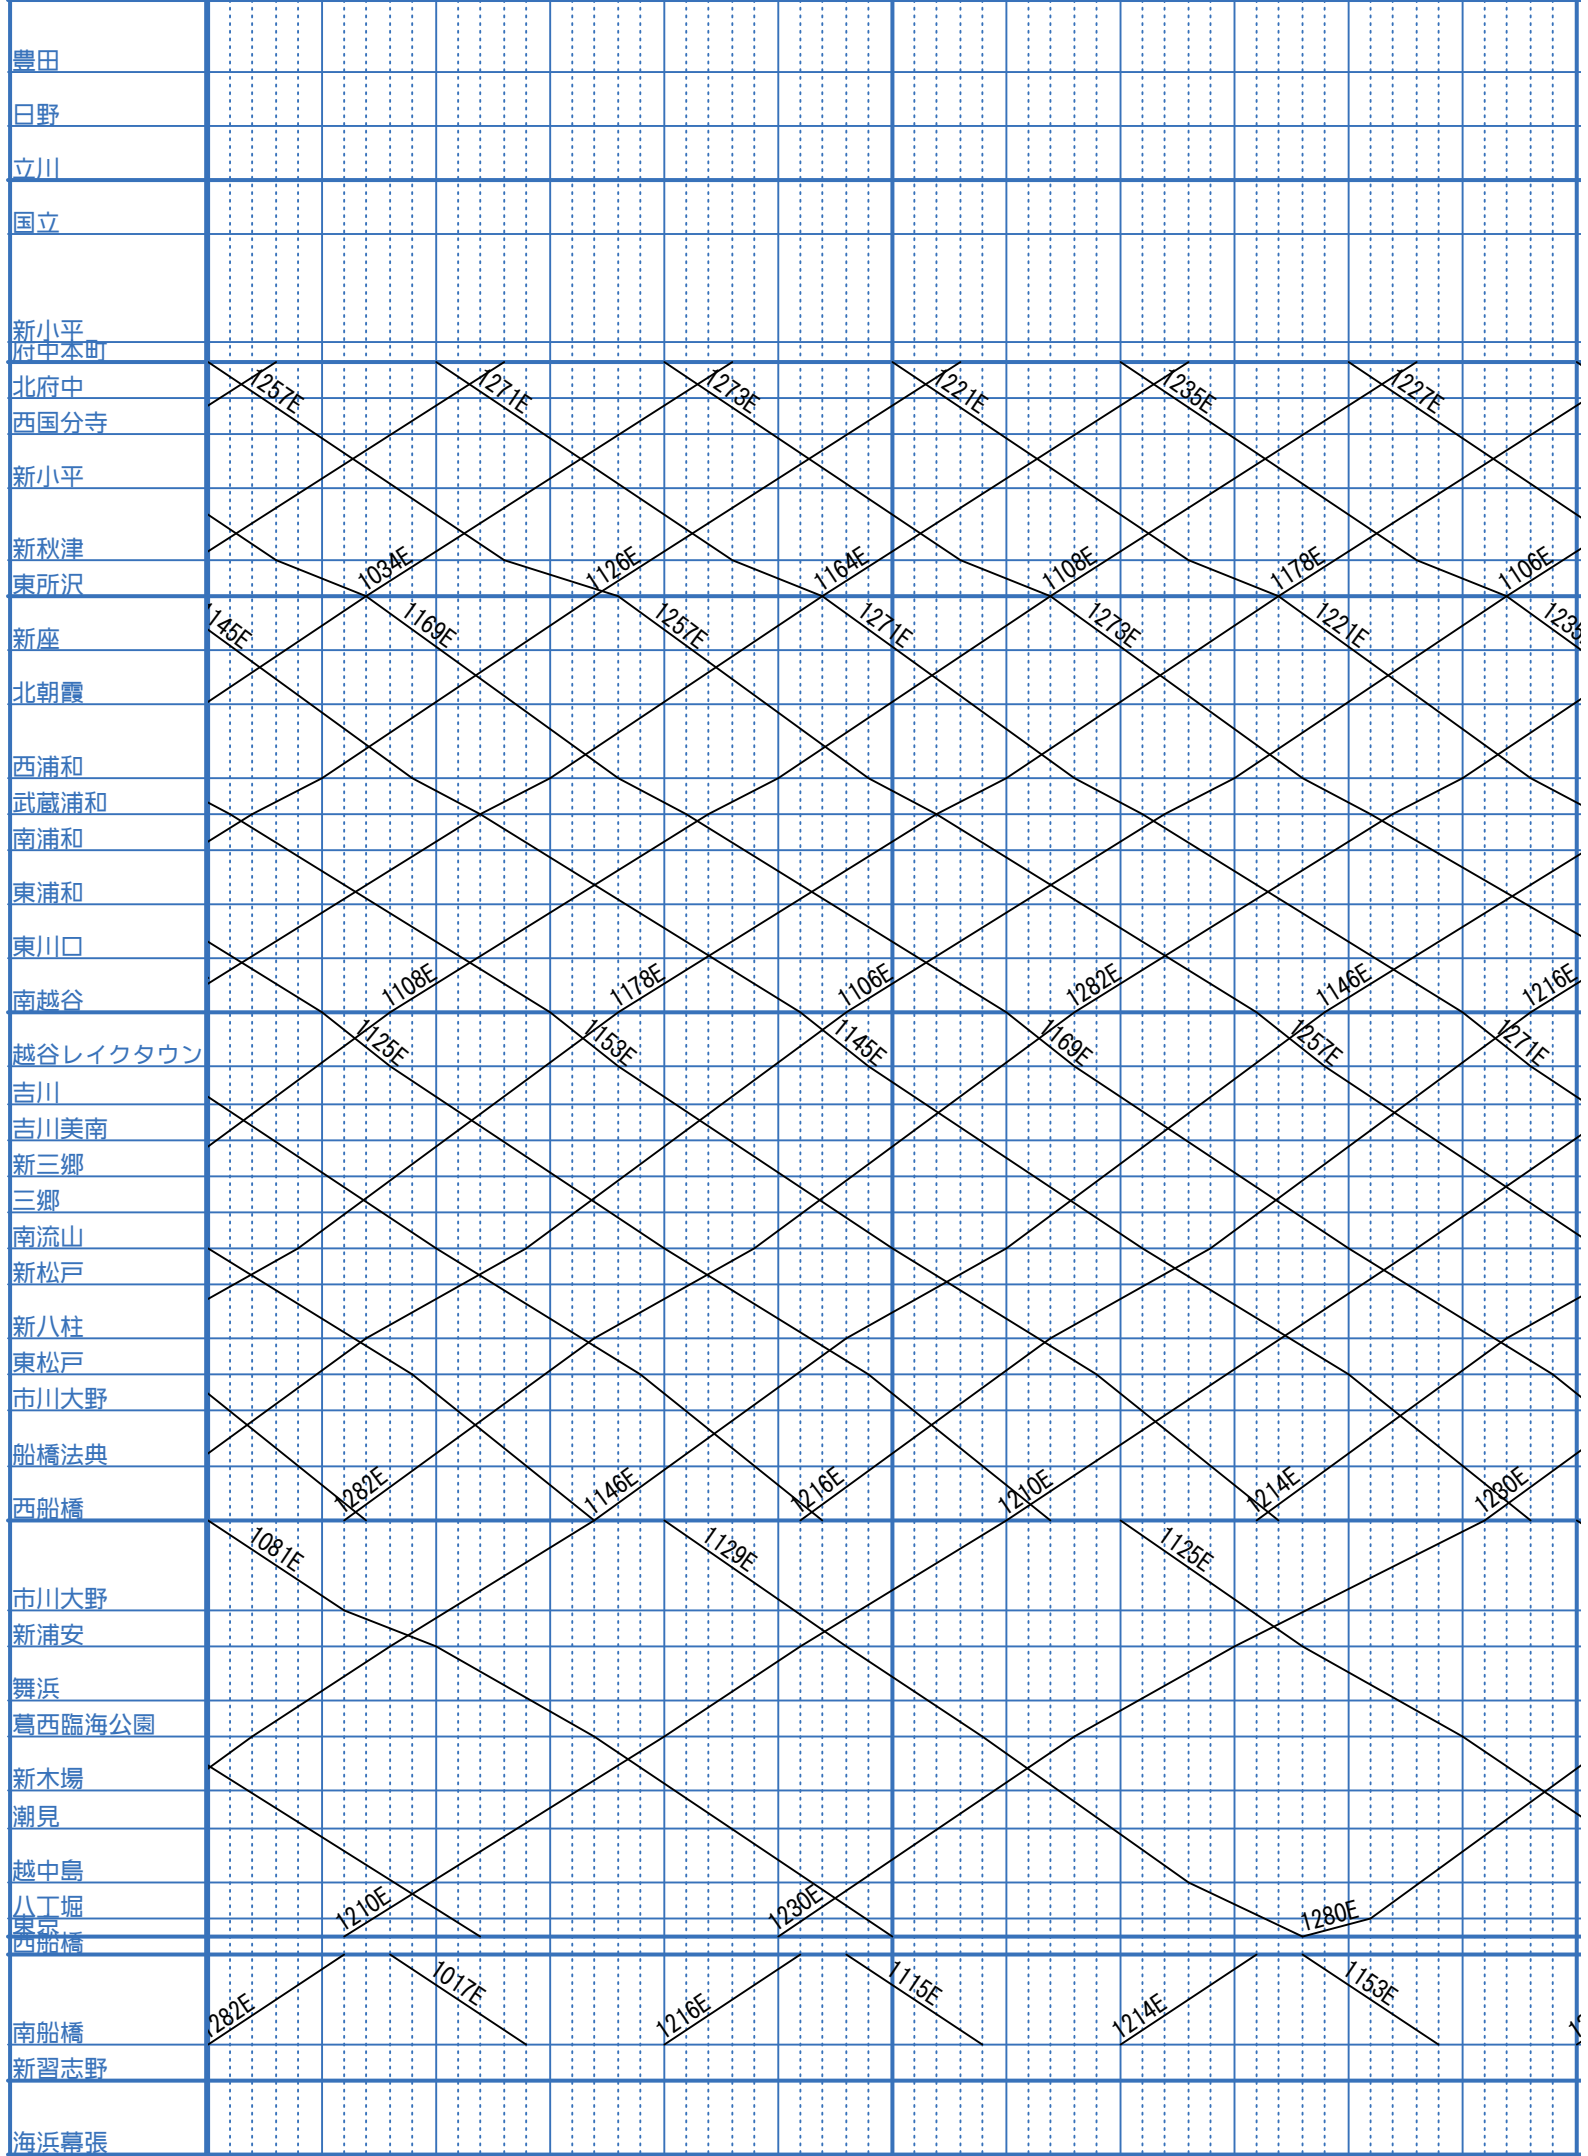 豊田
日野
立川
国立
新小平
府中本町
北府中
1257E 1271E 1273E 1221E 1235E 1227E
西国分寺
新小平
新秋津
1034E 1126E 1164E 1108E 1178E 1106E
東所沢
1145E 1169E 1257E 1271E 1273E 1221E 1235
新座
北朝霞
西浦和
武蔵浦和
南浦和
東浦和
東川口
1108E 1178E 1106E 1282E 1146E 1216E
南越谷
1125E 1153E 1145E 1169E 1257E 1271E
越谷レイクタウン
吉川
吉川美南
新三郷
三郷
南流山
新松戸
新八柱
東松戸
市川大野
船橋法典
1282E 1146E 1216E 1210E 1214E 1230E
西船橋
1081E 1129E 1125E
市川大野
新浦安
舞浜
葛西臨海公園
新木場
潮見
越中島
八丁堀
1210E 1230E 1280E
東京
西船橋
1017E 1115E 1153E
1282E 1216E 1214E
南船橋
新習志野
海浜幕張